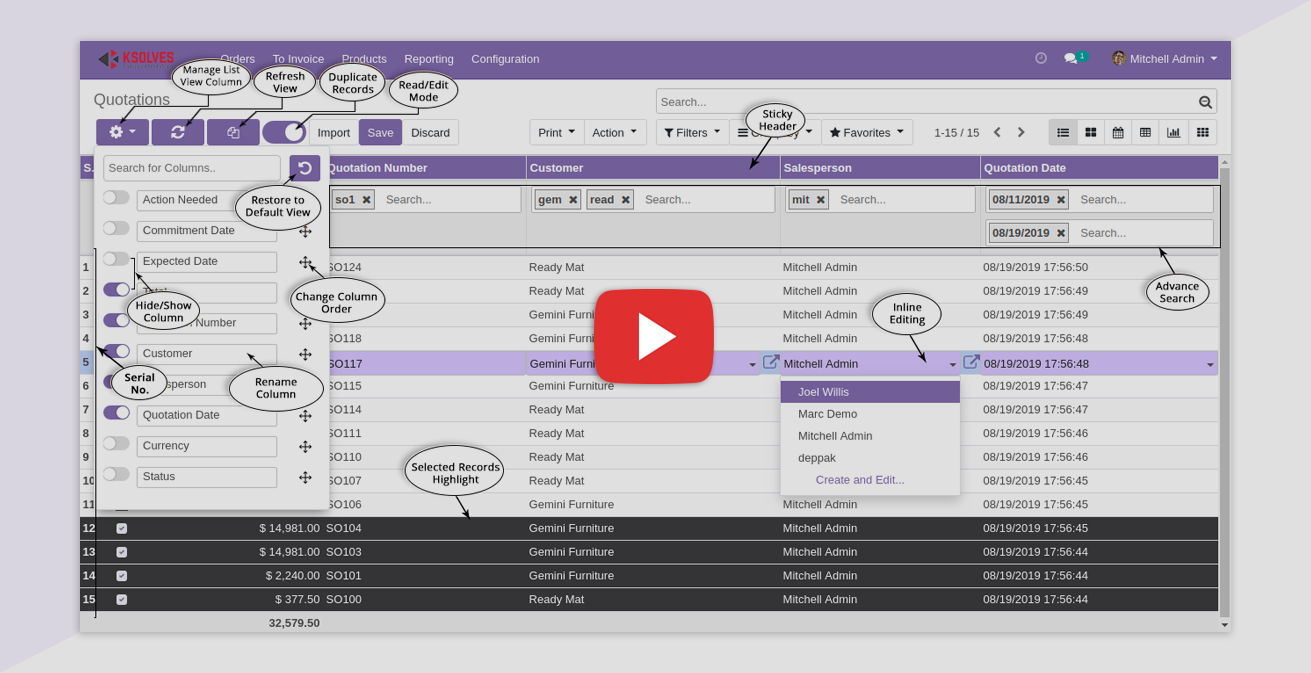 KSOLVES
Orders To Invoice Products Reporting Configuration 1 Mitchell Admin
Manage List
View Column
Refresh
View
Duplicate
Records
Read/Edit
Mode
Quotations
Search...
Sticky
Header
Import Save Discard Print Action Filters Favorites 1-15 / 15
Search for Columns..
Restore to
Default View
Action Needed
Commitment Date
Expected Date
Hide/Show
Column
Number
Change Column
Order
Customer
Serial
No.
Rename
Column
Quotation Date
Currency
Status
Quotation Number Customer Salesperson Quotation Date
so1 Search... gem read Search... mit Search... 08/11/2019 Search...
08/19/2019 Search...
Advance
Search
Inline
Editing
1 SO124 Ready Mat Mitchell Admin 08/19/2019 17:56:50
2 Ready Mat Mitchell Admin 08/19/2019 17:56:49
3 Mitchell Admin 08/19/2019 17:56:49
4 SO118 Mitchell Admin 08/19/2019 17:56:48
5 SO117 Mitchell Admin 08/19/2019 17:56:48
6 SO115 Gemini Furniture 08/19/2019 17:56:47
7 SO114 Ready Mat 08/19/2019 17:56:47
8 SO111 Ready Mat 08/19/2019 17:56:46
9 SO110 Ready Mat 08/19/2019 17:56:46
10 SO107 Ready Mat 08/19/2019 17:56:45
Joel Willis
Marc Demo
Mitchell Admin
deppak
Create and Edit...
Selected Records
Highlight
11 SO106 Gemini Furniture Mitchell Admin 08/19/2019 17:56:45
12 $ 14,981.00 SO104 Gemini Furniture Mitchell Admin 08/19/2019 17:56:45
13 $ 14,981.00 SO103 Gemini Furniture Mitchell Admin 08/19/2019 17:56:44
14 $ 2,240.00 SO101 Gemini Furniture Mitchell Admin 08/19/2019 17:56:44
15 $ 377.50 SO100 Ready Mat Mitchell Admin 08/19/2019 17:56:44
32,579.50